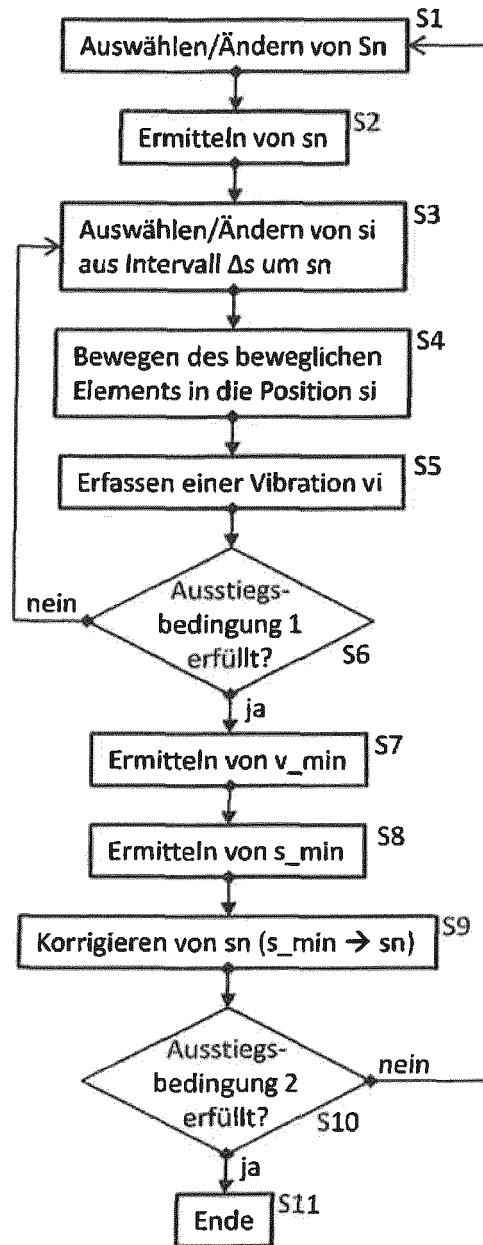 S1
Auswählen/Ändern von Sn
S2
Ermitteln von sn
S3
Auswählen/Ändern von si
aus Intervall Δs um sn
S4
Bewegen des beweglichen
Elements in die Position si
S5
Erfassen einer Vibration vi
Ausstiegs-
bedingung 1
erfüllt?
S6
nein
ja
S7
Ermitteln von v_min
S8
Ermitteln von s_min
S9
Korrigieren von sn (s_min → sn)
Ausstiegs-
bedingung 2
erfüllt?
nein
S10
ja
S11
Ende